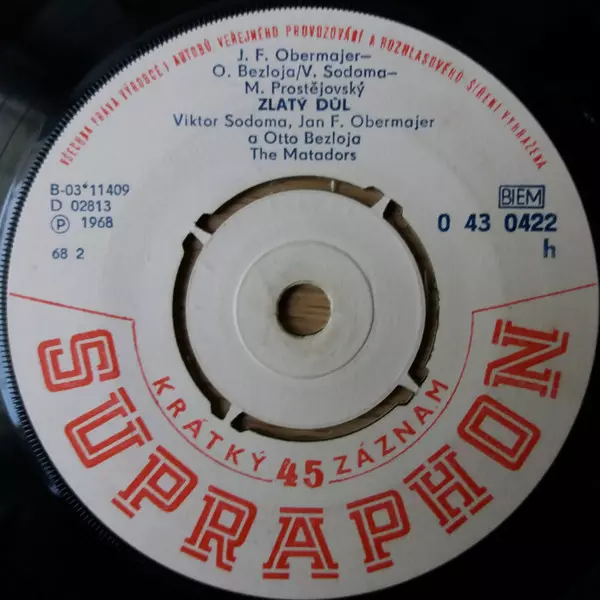 VŠECHNA PRÁVA VÝROBCE I AUTORŮ VEŘEJNÉHO PROVOZOVÁNÍ A ROZHLASOVÉHO ŠÍŘENÍ VYHRAŽENA
J. F. Obermajer–
O. Bezloja/V. Sodoma–
M. Prostějovský
ZLATÝ DŮL
Viktor Sodoma, Jan F. Obermajer
a Otto Bezloja
The Matadors
B-03*11409
D 02813
Ⓟ 1968
68 2
BIEM
0 43 0422
h
KRÁTKÝ 45 ZÁZNAM
SUPRAPHON